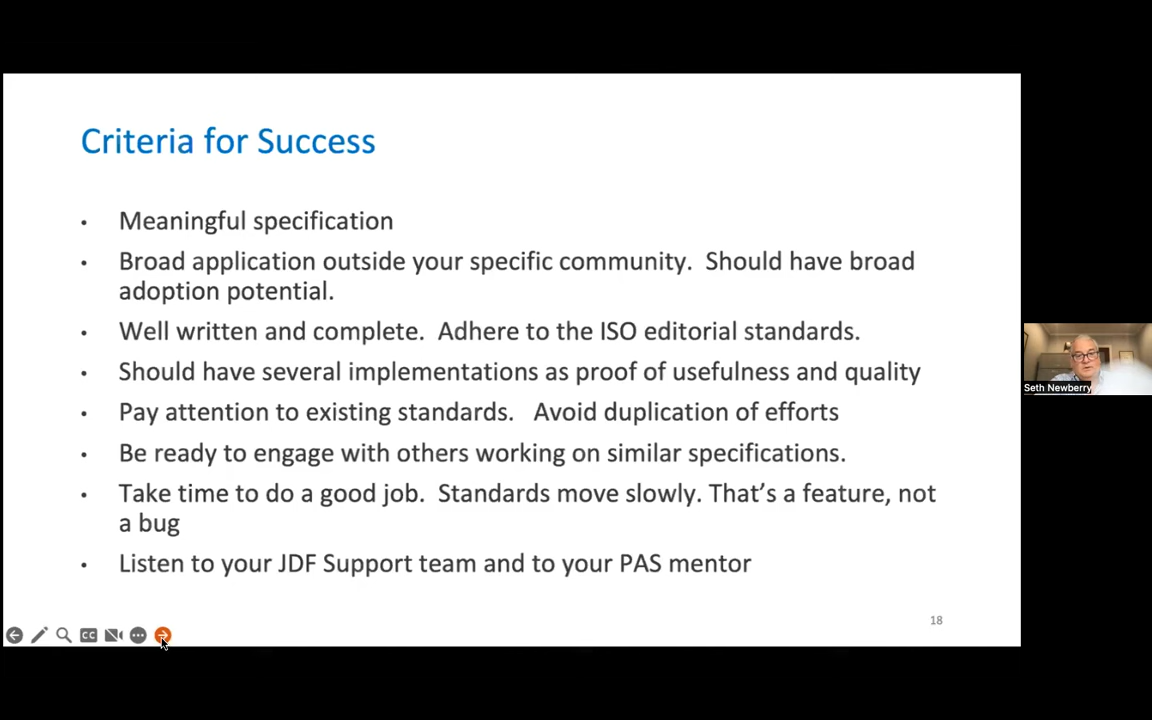 Criteria for Success
• Meaningful specification
• Broad application outside your specific community.  Should have broad
adoption potential.
• Well written and complete.  Adhere to the ISO editorial standards.
• Should have several implementations as proof of usefulness and quality
• Pay attention to existing standards.   Avoid duplication of efforts
• Be ready to engage with others working on similar specifications.
• Take time to do a good job.  Standards move slowly. That's a feature, not
a bug
• Listen to your JDF Support team and to your PAS mentor
18
CC
Seth Newberry